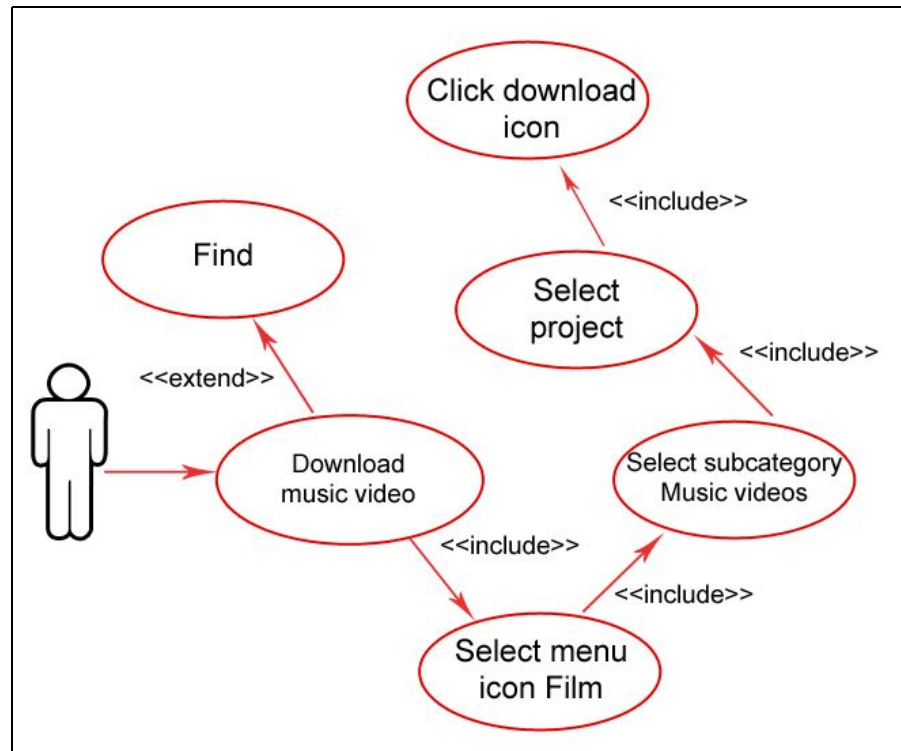 Click download
icon
<<include>>
Find
Select
project
<<include>>
<<extend>>
Download
music video
Select subcategory
Music videos
<<include>>
<<include>>
Select menu
icon Film